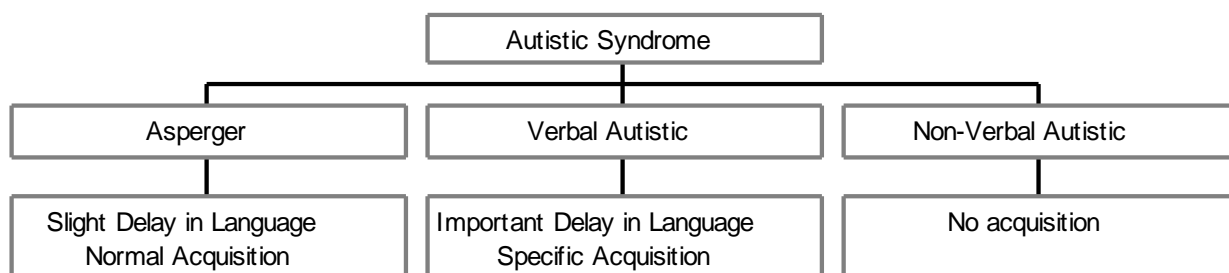 Autistic Syndrome
Asperger
Verbal Autistic
Non-Verbal Autistic
Slight Delay in Language
Normal Acquisition
Important Delay in Language
Specific Acquisition
No acquisition